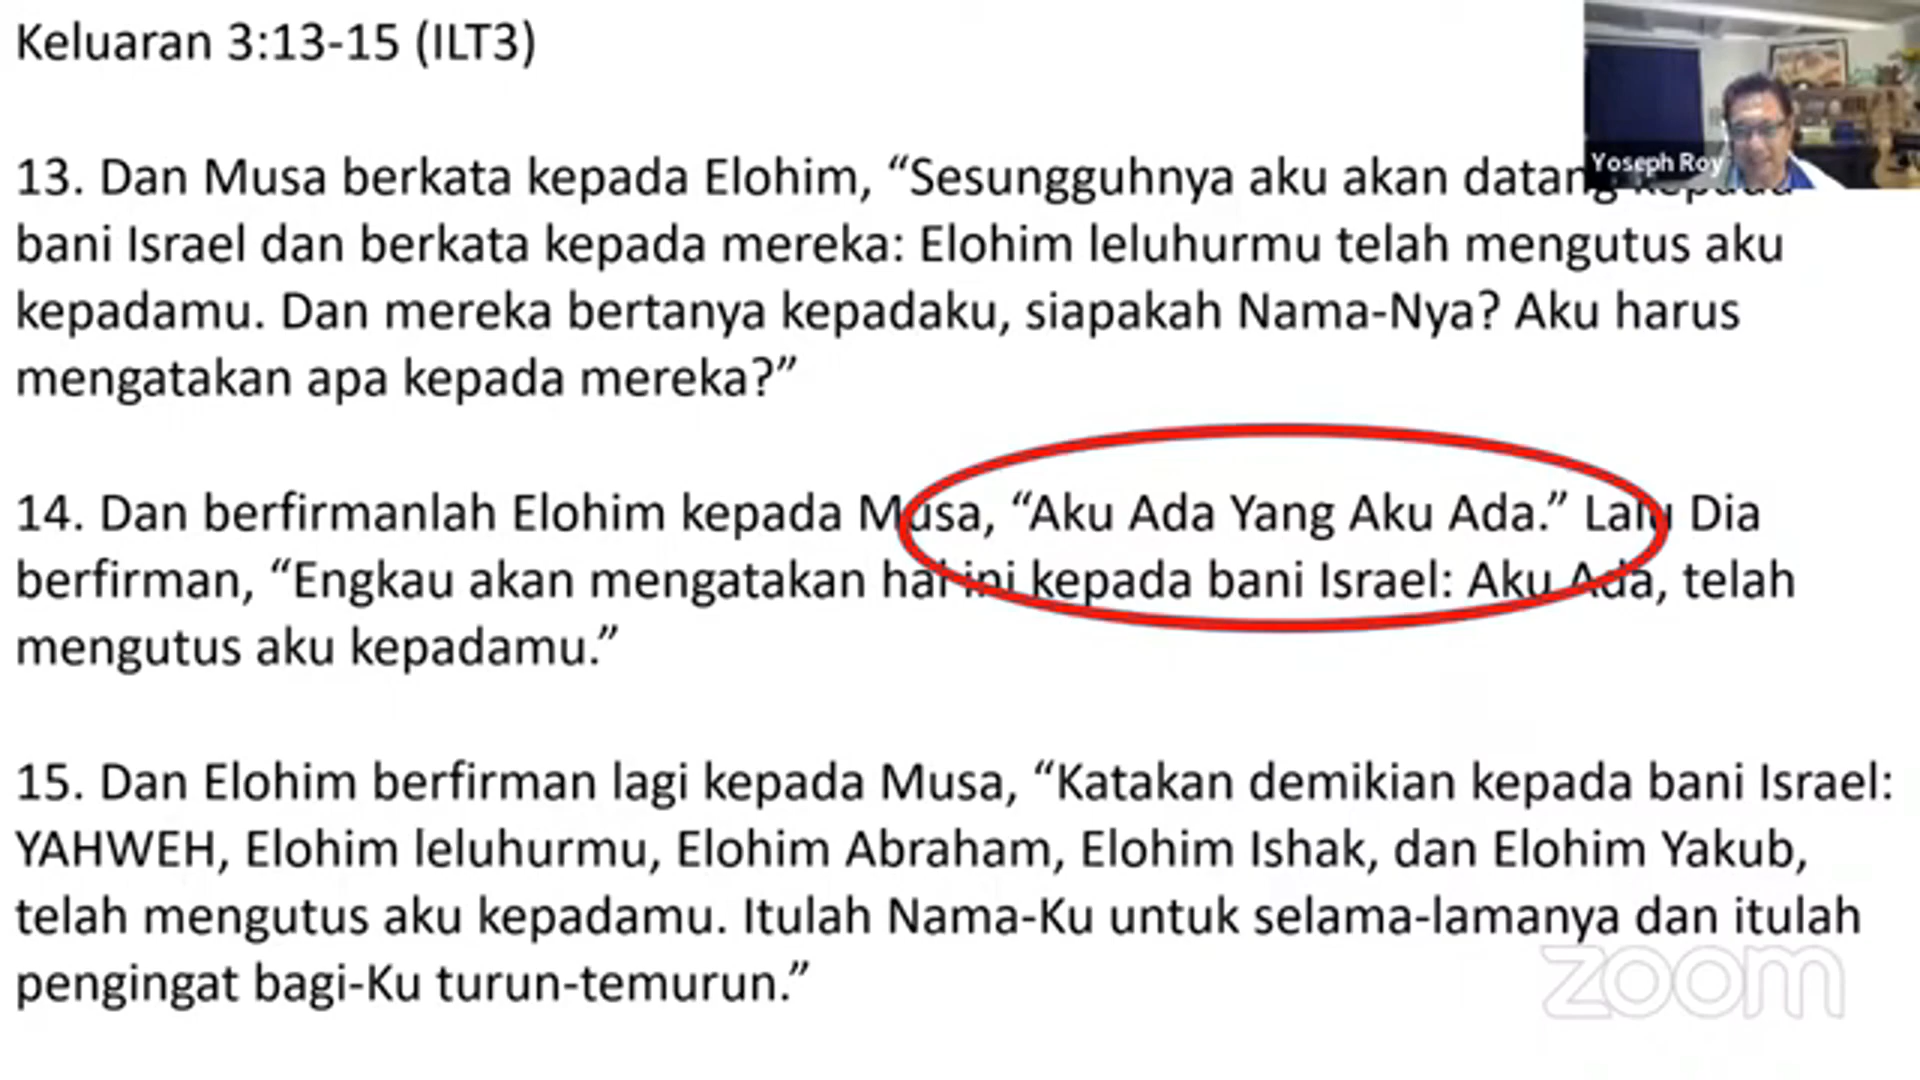 Keluaran 3:13-15 (ILT3)
Yoseph Roy
13. Dan Musa berkata kepada Elohim, “Sesungguhnya aku akan datang kepada
bani Israel dan berkata kepada mereka: Elohim leluhurmu telah mengutus aku
kepadamu. Dan mereka bertanya kepadaku, siapakah Nama-Nya? Aku harus
mengatakan apa kepada mereka?”
14. Dan berfirmanlah Elohim kepada Musa, “Aku Ada Yang Aku Ada.” Lalu Dia
berfirman, “Engkau akan mengatakan hal ini kepada bani Israel: Aku Ada, telah
mengutus aku kepadamu.”
15. Dan Elohim berfirman lagi kepada Musa, “Katakan demikian kepada bani Israel:
YAHWEH, Elohim leluhurmu, Elohim Abraham, Elohim Ishak, dan Elohim Yakub,
telah mengutus aku kepadamu. Itulah Nama-Ku untuk selama-lamanya dan itulah
pengingat bagi-Ku turun-temurun.”
zoom